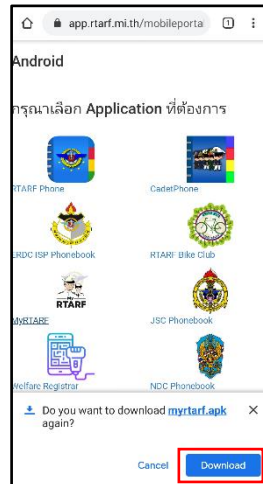 app.rtarf.mi.th/mobileporta
1
Android
กรุณาเลือก Application ที่ต้องการ
RTARF Phone
CadetPhone
ERDC ISP Phonebook
RTARF Bike Club
My
RTARF
MyRTARF
JSC Phonebook
Welfare Registrar
NDC Phonebook
Do you want to download myrtarf.apk
again?
Cancel
Download